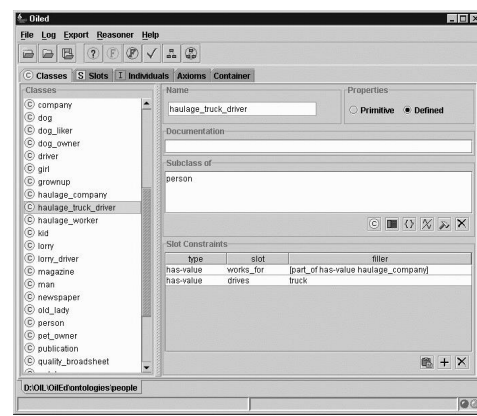 Oiled
File Log Export Reasoner Help
C Classes S Slots I Individuals Axioms Container
Classes
company
dog
dog_liker
dog_owner
driver
girl
grownup
haulage_company
haulage_truck_driver
haulage_worker
kid
lorry
lorry_driver
magazine
man
newspaper
old_lady
person
pet_owner
publication
quality_broadsheet
Name
haulage_truck_driver
Properties
Primitive Defined
Documentation
Subclass of
person
Slot Constraints
type slot filler
has-value works_for [part_of has-value haulage_company]
has-value drives truck
D:\OIL\OilEd\ontologies\people